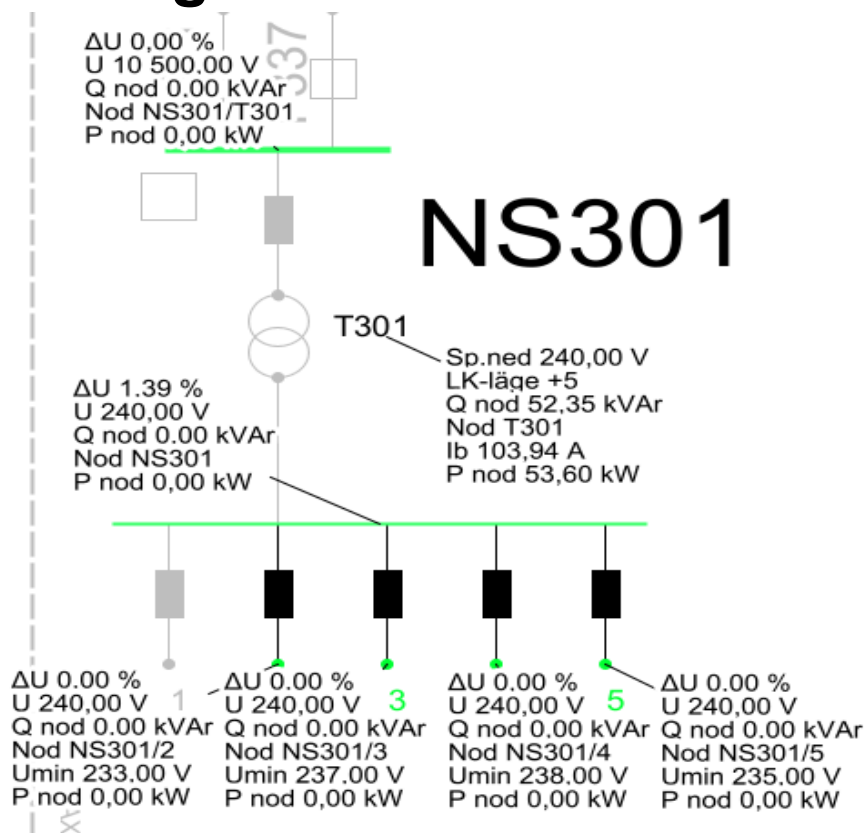 ΔU 0,00 %
U 10 500,00 V
Q nod 0.00 kVAr
Nod NS301/T301
P nod 0,00 kW
NS301
T301
Sp.ned 240,00 V
LK-läge +5
Q nod 52,35 kVAr
Nod T301
Ib 103,94 A
P nod 53,60 kW
ΔU 1.39 %
U 240,00 V
Q nod 0.00 kVAr
Nod NS301
P nod 0,00 kW
ΔU 0.00 %
U 240,00 V
Q nod 0.00 kVAr
Nod NS301/2
Umin 233.00 V
P nod 0,00 kW
1
ΔU 0.00 %
U 240,00 V
Q nod 0.00 kVAr
Nod NS301/3
Umin 237.00 V
P nod 0,00 kW
3
ΔU 0.00 %
U 240,00 V
Q nod 0.00 kVAr
Nod NS301/4
Umin 238.00 V
P nod 0,00 kW
5
ΔU 0.00 %
U 240,00 V
Q nod 0.00 kVAr
Nod NS301/5
Umin 235.00 V
P nod 0,00 kW